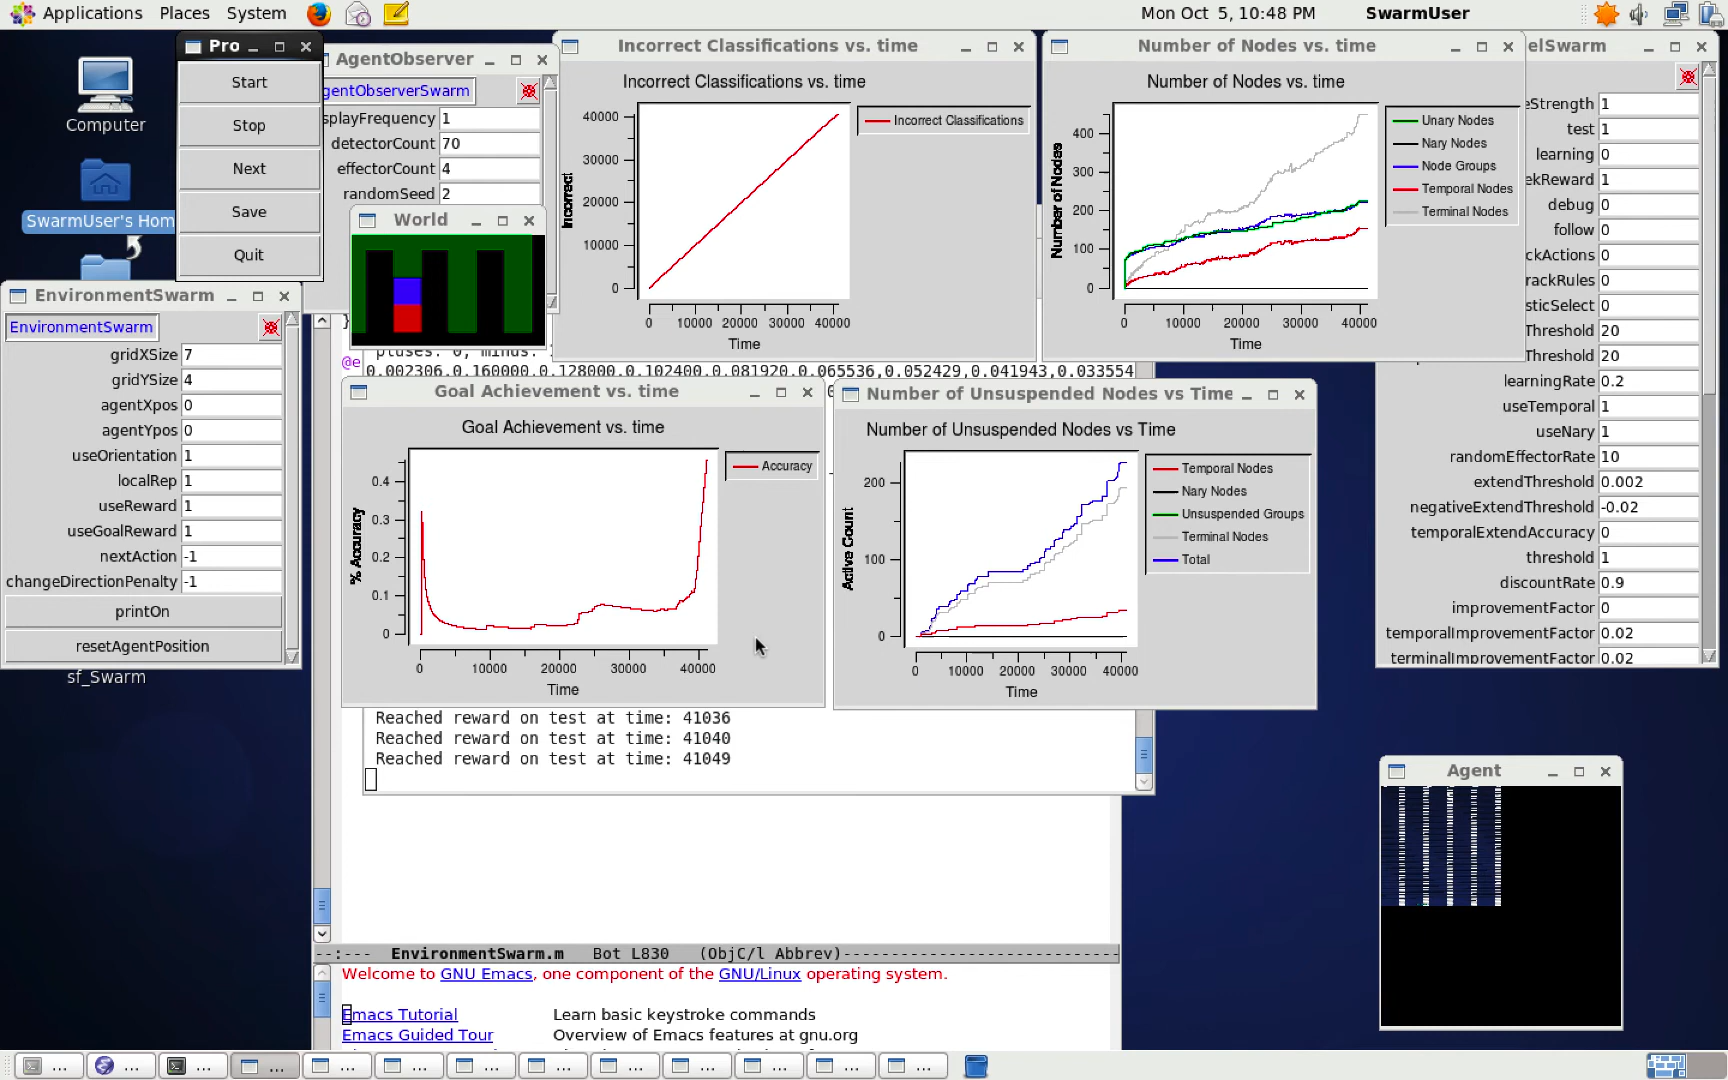 Applications Places System
Mon Oct 5, 10:48 PM SwarmUser
Computer
SwarmUser's Hom
sf_Swarm
Pro
Start
Stop
Next
Save
Quit
AgentObserver
gentObserverSwarm
splayFrequency 1
detectorCount 70
effectorCount 4
randomSeed 2
World
EnvironmentSwarm
EnvironmentSwarm
gridXSize 7
gridYSize 4
agentXpos 0
agentYpos 0
useOrientation 1
localRep 1
useReward 1
useGoalReward 1
nextAction -1
changeDirectionPenalty -1
printOn
resetAgentPosition
Incorrect Classifications vs. time
Incorrect Classifications vs. time
Incorrect Classifications
Incorrect
40000
30000
20000
10000
0
0 10000 20000 30000 40000
Time
Number of Nodes vs. time
Number of Nodes vs. time
Number of Nodes
400
300
200
100
0
0 10000 20000 30000 40000
Time
Unary Nodes
Nary Nodes
Node Groups
Temporal Nodes
Terminal Nodes
elSwarm
eStrength 1
test 1
learning 0
ekReward 1
debug 0
follow 0
ckActions 0
rackRules 0
sticSelect 0
Threshold 20
Threshold 20
learningRate 0.2
useTemporal 1
useNary 1
randomEffectorRate 10
extendThreshold 0.002
negativeExtendThreshold -0.02
temporalExtendAccuracy 0
threshold 1
discountRate 0.9
improvementFactor 0
temporalImprovementFactor 0.02
terminalImprovementFactor 0.02
@e
pluses: 0, minus:
0.002306,0.160000,0.128000,0.102400,0.081920,0.065536,0.052429,0.041943,0.033554
Goal Achievement vs. time
Goal Achievement vs. time
Accuracy
% Accuracy
0.4
0.3
0.2
0.1
0
0 10000 20000 30000 40000
Time
Number of Unsuspended Nodes vs Time
Number of Unsuspended Nodes vs Time
Active Count
200
100
0
0 10000 20000 30000 40000
Time
Temporal Nodes
Nary Nodes
Unsuspended Groups
Terminal Nodes
Total
Reached reward on test at time: 41036
Reached reward on test at time: 41040
Reached reward on test at time: 41049
Agent
--:--- EnvironmentSwarm.m Bot L830 (ObjC/l Abbrev)
Welcome to GNU Emacs, one component of the GNU/Linux operating system.
Emacs Tutorial Learn basic keystroke commands
Emacs Guided Tour Overview of Emacs features at gnu.org
... ... ... ... ... ... ... ... ... ... ... ... ...